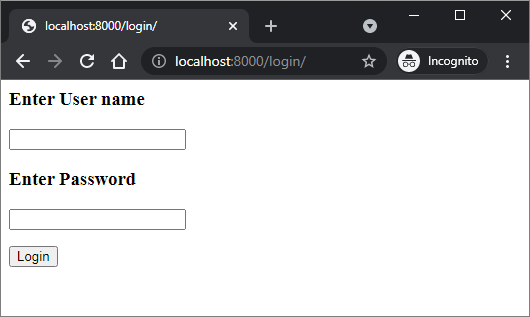 localhost:8000/login/
localhost:8000/login/
Incognito
Enter User name
Enter Password
Login